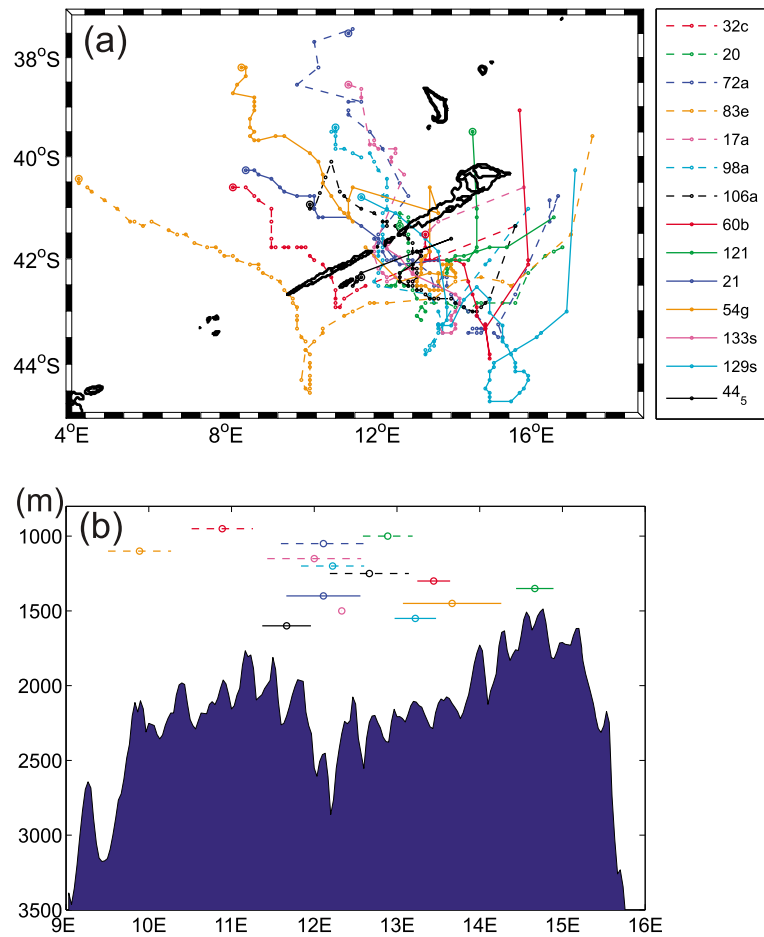 (a)
38°S
40°S
42°S
44°S
4°E
8°E
12°E
16°E
32c
20
72a
83e
17a
98a
106a
60b
121
21
54g
133s
129s
44₅
(m)
(b)
1000
1500
2000
2500
3000
3500
9E
10E
11E
12E
13E
14E
15E
16E